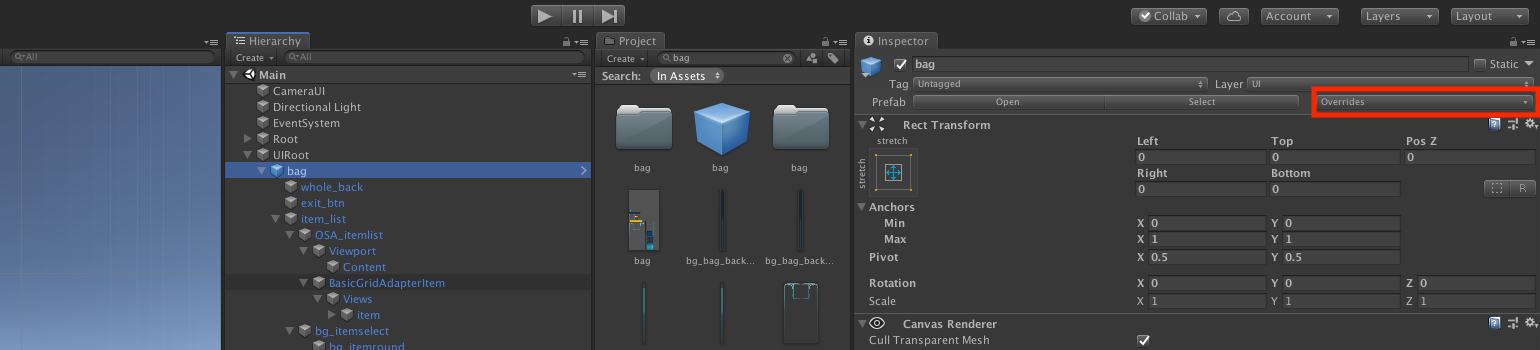 Collab
Account
Layers
Layout
All
Hierarchy
Create
All
Main
CameraUI
Directional Light
EventSystem
Root
UIRoot
bag
whole_back
exit_btn
item_list
OSA_itemlist
Viewport
Content
BasicGridAdapterItem
Views
item
bg_itemselect
bg_itemround
Project
Create
bag
Search: In Assets
bag
bag
bag
bag
bg_bag_back...
bg_bag_back...
Inspector
bag
Static
Tag Untagged Layer UI
Prefab Open Select Overrides
Rect Transform
stretch
stretch
Left Top Pos Z
0 0 0
Right Bottom
0 0
R
Anchors
Min X 0 Y 0
Max X 1 Y 1
Pivot X 0.5 Y 0.5
Rotation X 0 Y 0 Z 0
Scale X 1 Y 1 Z 1
Canvas Renderer
Cull Transparent Mesh